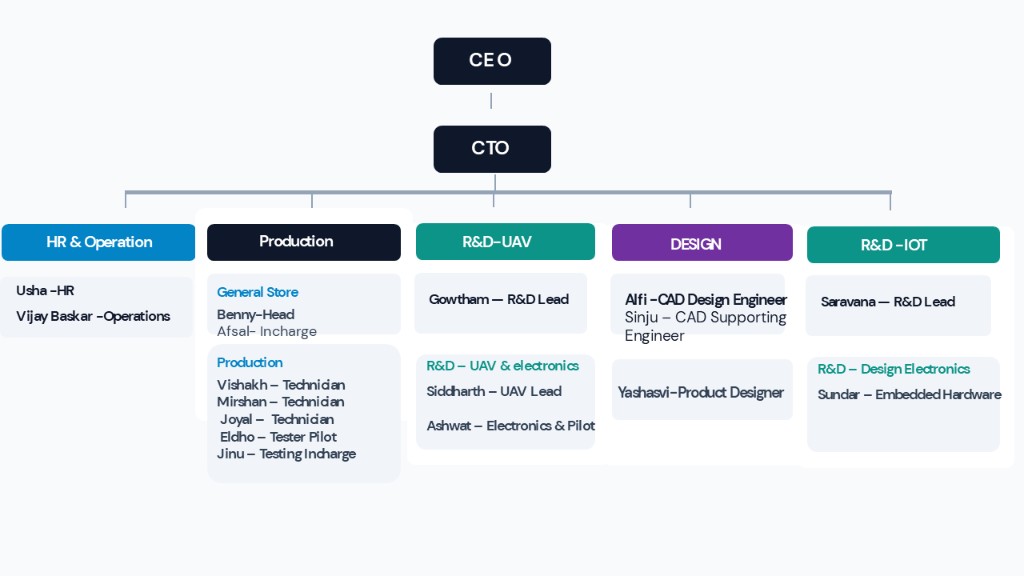 CEO
CTO
HR & Operation
Usha -HR
Vijay Baskar -Operations
Production
General Store
Benny-Head
Afsal- Incharge
Production
Vishakh – Technician
Mirshan – Technician
Joyal – Technician
Eldho – Tester Pilot
Jinu – Testing Incharge
R&D-UAV
Gowtham — R&D Lead
R&D – UAV & electronics
Siddharth – UAV Lead
Ashwat – Electronics & Pilot
DESIGN
Alfi -CAD Design Engineer
Sinju – CAD Supporting
Engineer
Yashasvi-Product Designer
R&D -IOT
Saravana — R&D Lead
R&D – Design Electronics
Sundar – Embedded Hardware